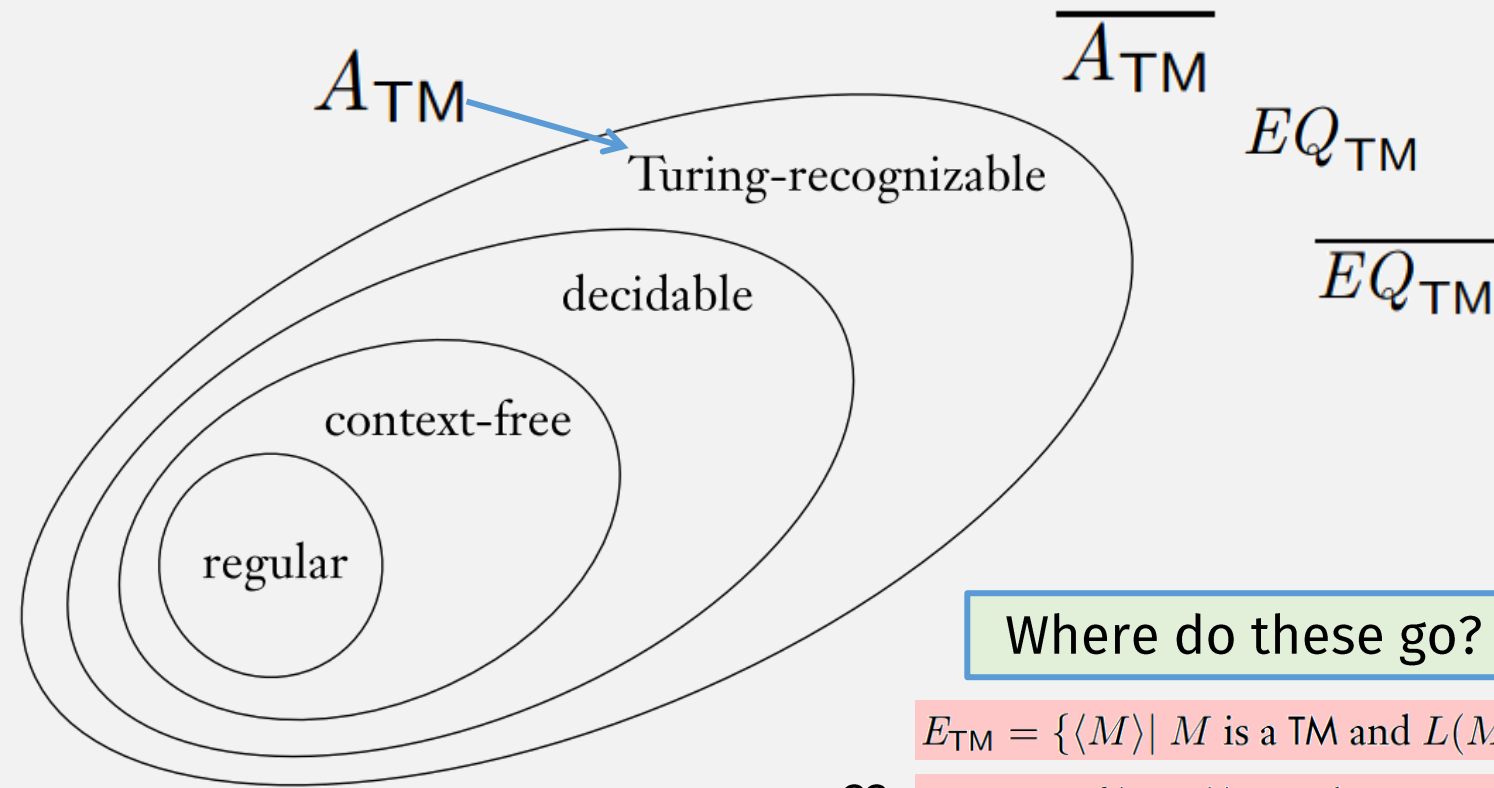 A_TM
\overline{A_TM}
EQ_TM
Turing-recognizable
\overline{EQ_TM}
decidable
context-free
regular
Where do these go?
E_TM = {⟨M⟩| M is a TM and L(M